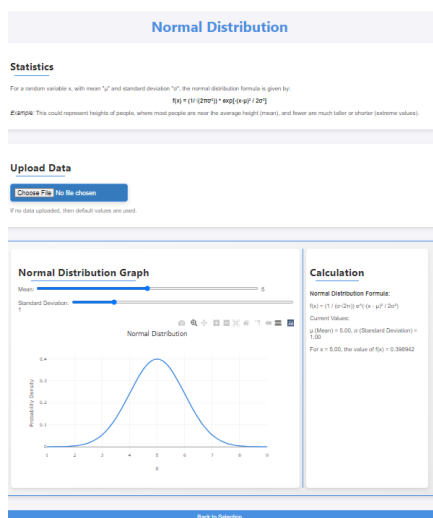 Normal Distribution
Statistics
For a random variable x, with mean "μ" and standard deviation "σ", the normal distribution formula is given by:
f(x) = (1/√(2πσ²)) * exp[-(x-μ)² / 2σ²]
Example: This could represent heights of people, where most people are near the average height (mean), and fewer are much taller or shorter (extreme values).
Upload Data
Choose File No file chosen
If no data uploaded, then default values are used.
Normal Distribution Graph
Mean: 5
Standard Deviation:
1
Normal Distribution
Probability Density
0.4
0.3
0.2
0.1
0
1 2 3 4 5 6 7 8 9
x
Calculation
Normal Distribution Formula:
f(x) = (1 / (σ√2π)) e^(-(x - μ)² / 2σ²)
Current Values:
μ (Mean) = 5.00, σ (Standard Deviation) =
1.00
For x = 5.00, the value of f(x) = 0.398942
Back to Selection